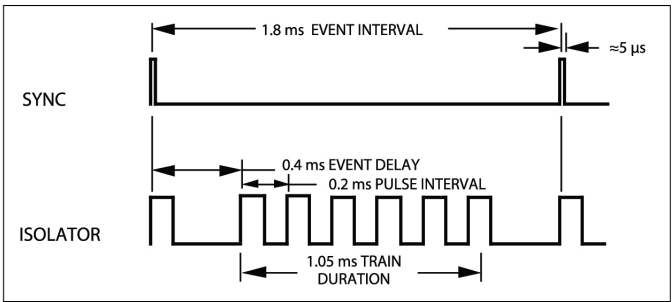 1.8 ms EVENT INTERVAL
≈5 µs
SYNC
0.4 ms EVENT DELAY
0.2 ms PULSE INTERVAL
ISOLATOR
1.05 ms TRAIN
DURATION